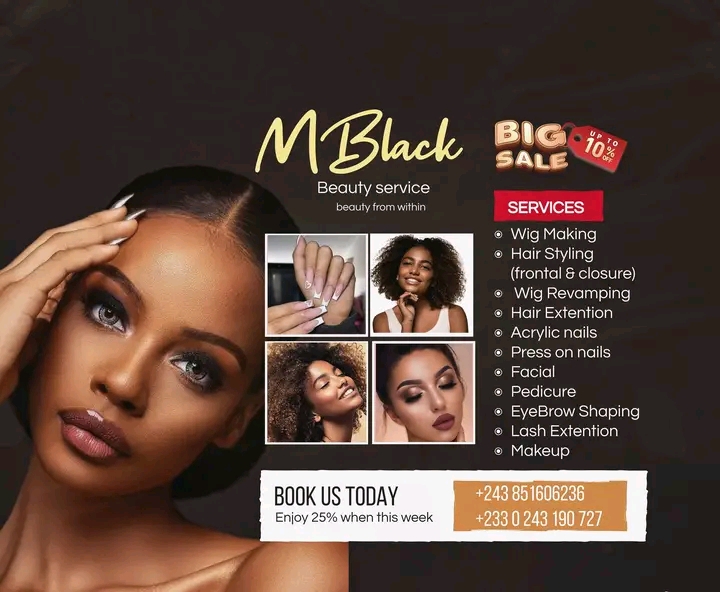 MBlack
Beauty service
beauty from within
BIG
SALE
UP TO
10%
OFF
SERVICES
Wig Making
Hair Styling
(frontal & closure)
Wig Revamping
Hair Extention
Acrylic nails
Press on nails
Facial
Pedicure
EyeBrow Shaping
Lash Extention
Makeup
BOOK US TODAY
Enjoy 25% when this week
+243 851606236
+233 0 243 190 727